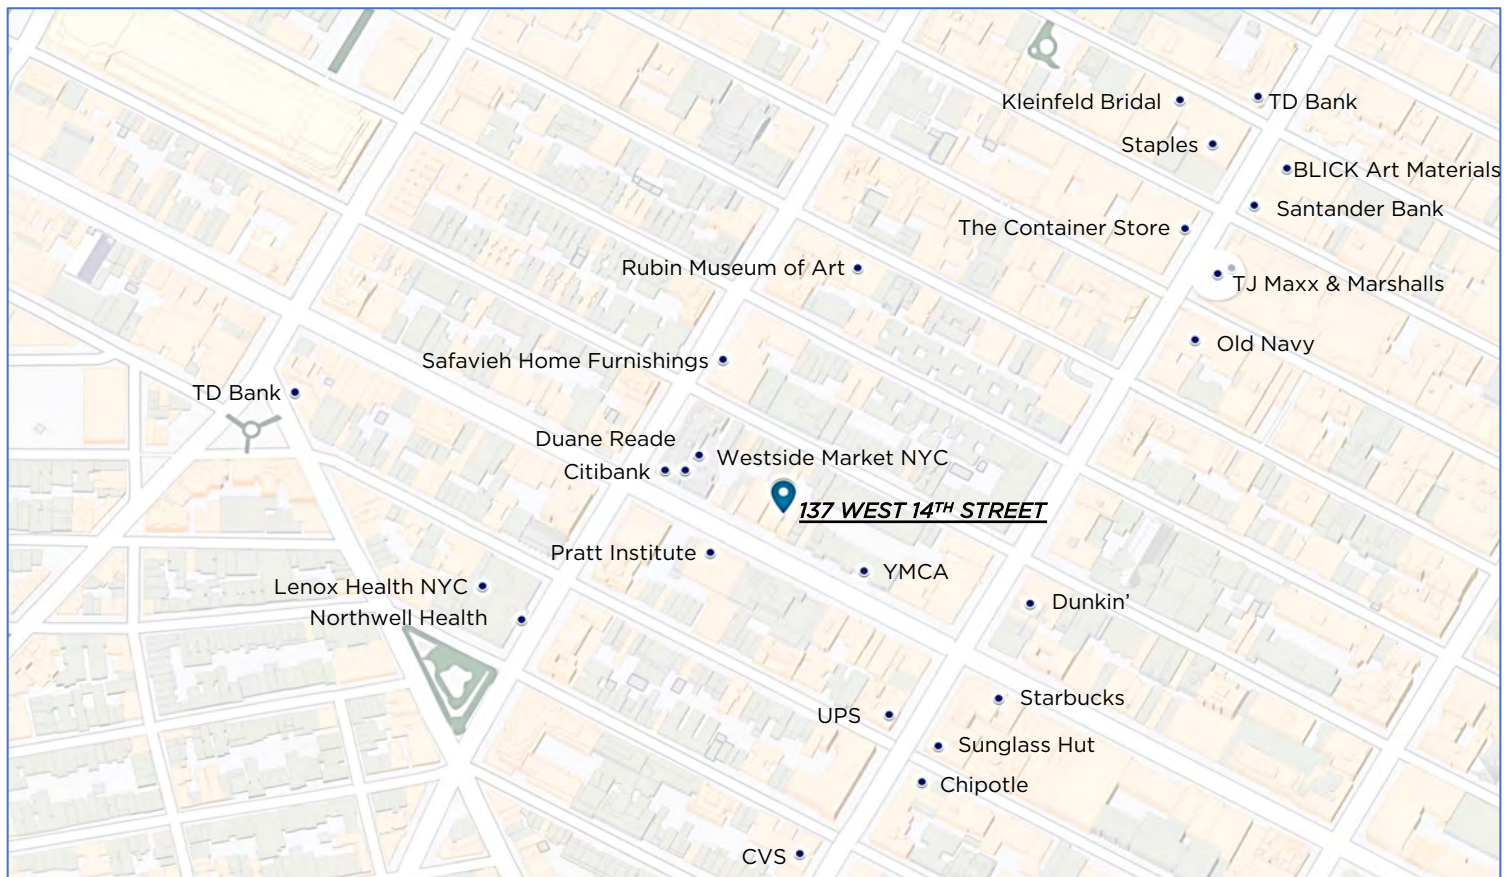 Kleinfeld Bridal
TD Bank
Staples
BLICK Art Materials
Santander Bank
The Container Store
Rubin Museum of Art
TJ Maxx & Marshalls
Old Navy
Safavieh Home Furnishings
TD Bank
Duane Reade
Westside Market NYC
Citibank
137 WEST 14TH STREET
Pratt Institute
YMCA
Lenox Health NYC
Dunkin’
Northwell Health
Starbucks
UPS
Sunglass Hut
Chipotle
CVS